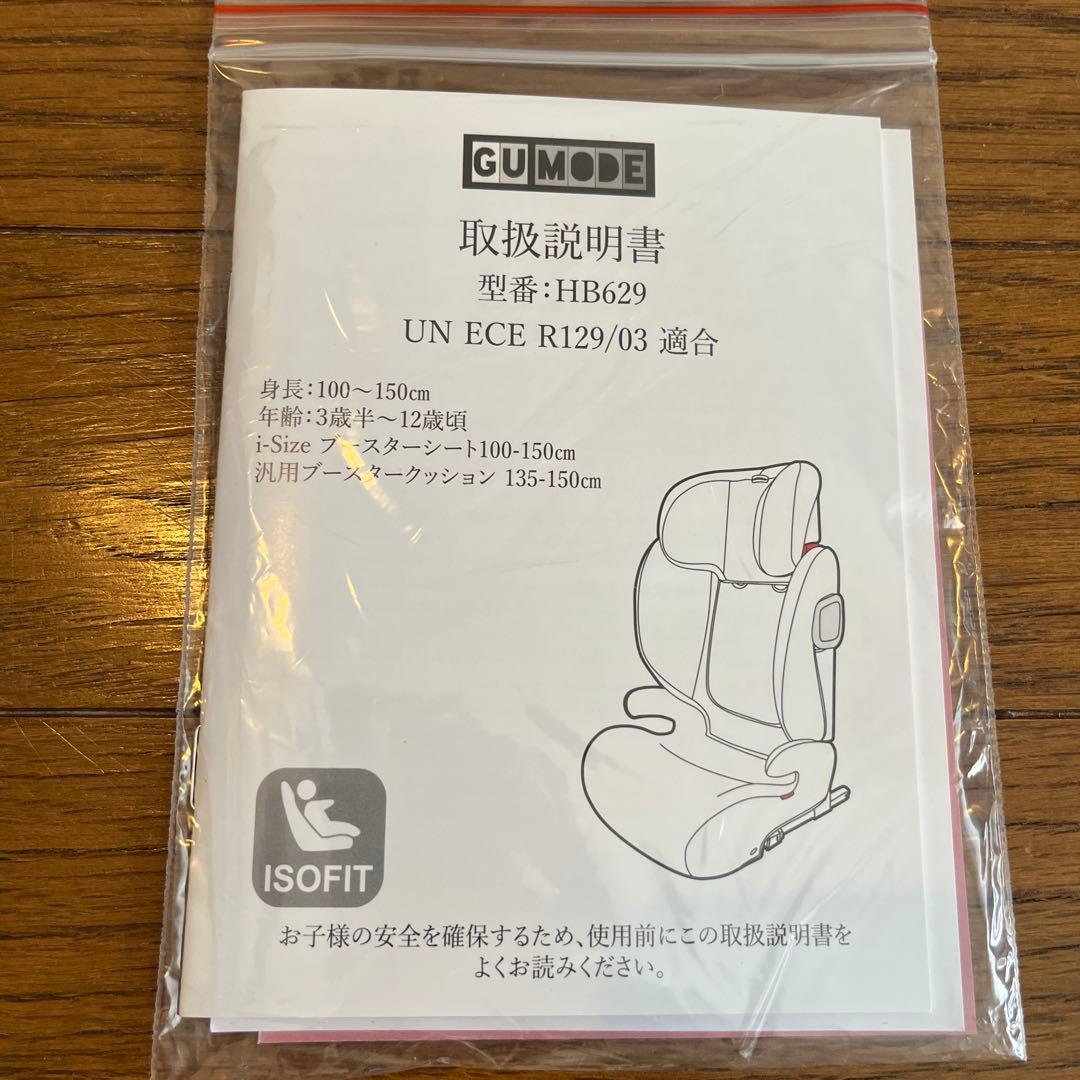 GU MODE
取扱説明書
型番：HB629
UN ECE R129/03 適合
身長：100～150㎝
年齢：3歳半～12歳頃
i-Size ブースターシート100-150㎝
汎用ブースタークッション 135-150㎝
ISOFIT
お子様の安全を確保するため、使用前にこの取扱説明書を
よくお読みください。